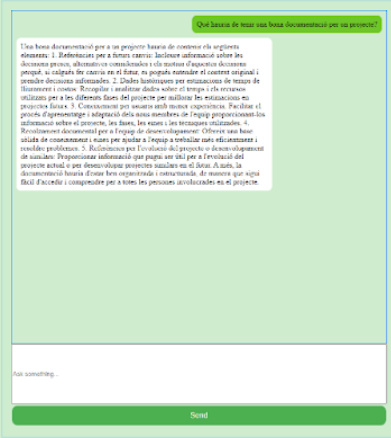 Què hauria de tenir una bona documentació per un projecte?
Una bona documentació per a un projecte hauria de contenir els següents
elements: 1. Referències per a futurs canvis: Incloure informació sobre les
decisions preses, alternatives considerades i els motius d'aquestes decisions
perquè, si calgués fer canvis en el futur, es pogués entendre el context original i
prendre decisions. 2. Dades històriques per estimacions de temps de
lliurament i costos: Recopilar i analitzar dades sobre el temps i els recursos
utilitzats per a les diferents fases del projecte per millorar les estimacions en
projectes futurs. 3. Coneixement per usuaris amb menor experiència: Facilitar el
procés d'aprenentatge i adaptació dels nous membres de l'equip proporcionant-los
informació sobre el projecte, les fases, les eines i les tècniques utilitzades. 4.
Recolzament documental per a l'equip de desenvolupament: Oferir una base
sòlida de coneixement i eines per ajudar a l'equip a treballar més eficientment i
resoldre problemes. 5. Referències per l'evolució del projecte o desenvolupament
de similars: Proporcionar informació que pugui ser útil per a l'evolució del
projecte actual o per desenvolupar projectes similars en el futur. A més, la
documentació hauria d'estar ben organitzada i estructurada, de manera que sigui
fàcil d'accedir i comprendre per a totes les persones involucrades en el projecte.
Ask something...
Send